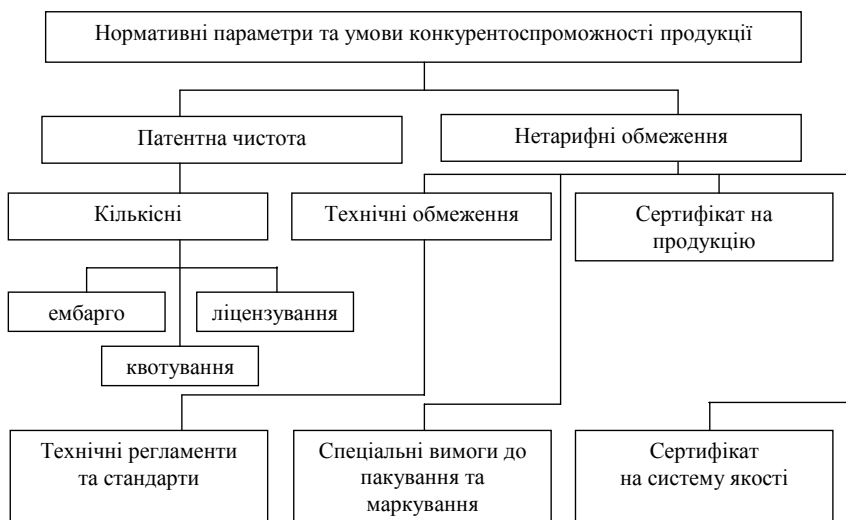 Нормативні параметри та умови конкурентоспроможності продукції
Патентна чистота
Нетарифні обмеження
Кількісні
Технічні обмеження
Сертифікат на
продукцію
ембарго
ліцензування
квотування
Технічні регламенти
та стандарти
Спеціальні вимоги до
пакування та
маркування
Сертифікат
на систему якості